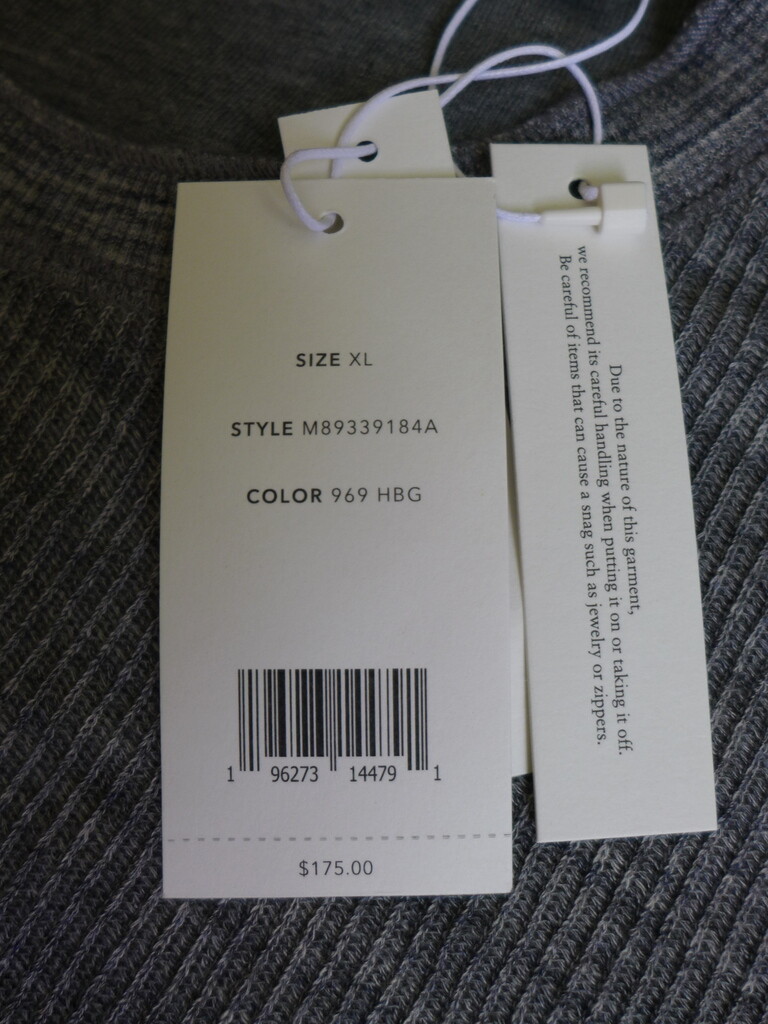 SIZE XL
STYLE M89339184A
COLOR 969 HBG
1 96273 14479 1
$175.00
Due to the nature of this garment,
we recommend its careful handling when putting it on or taking it off.
Be careful of items that can cause a snag such as jewelry or zippers.